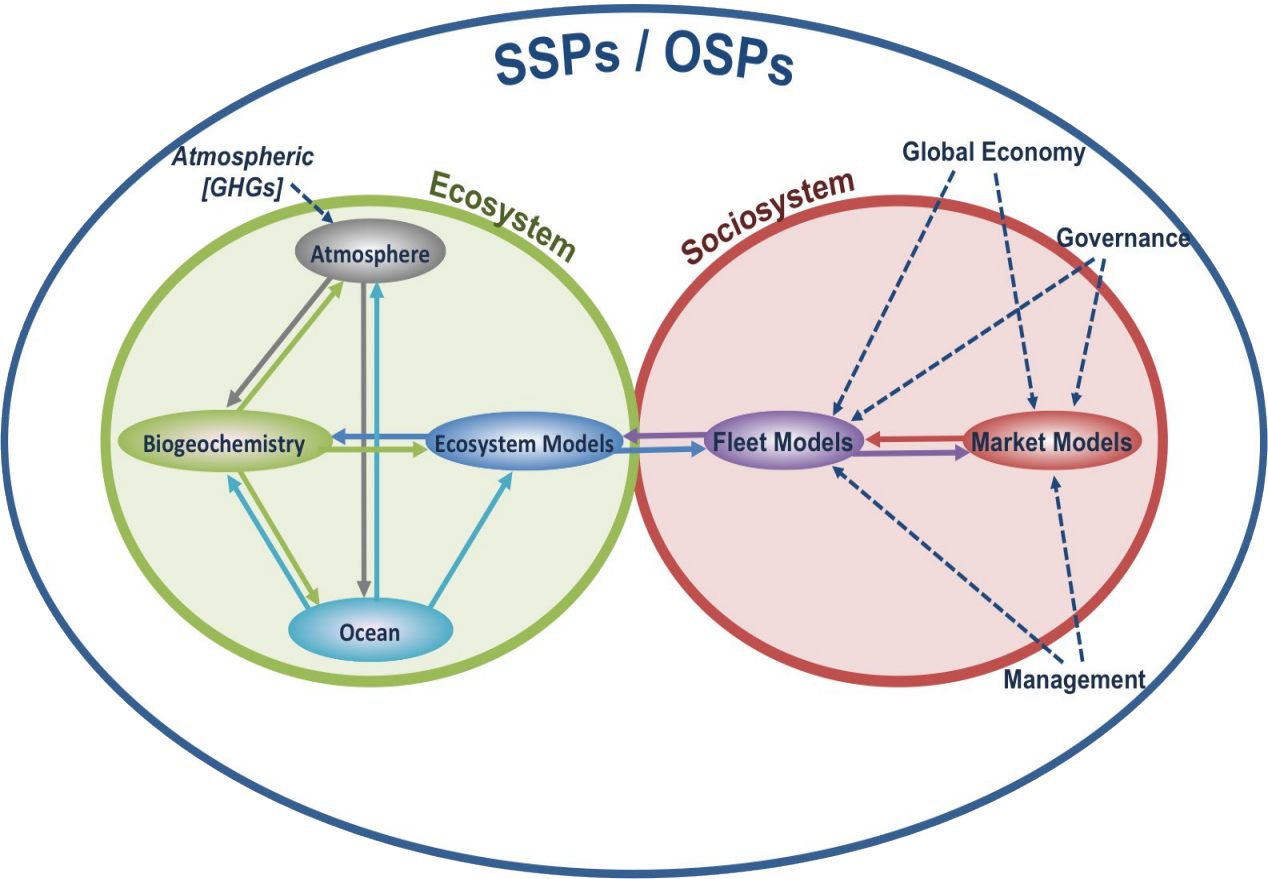 SSPs / OSPs
Atmospheric
[GHGs]
Global Economy
Ecosystem
Sociosystem
Governance
Atmosphere
Biogeochemistry
Ecosystem Models
Fleet Models
Market Models
Ocean
Management